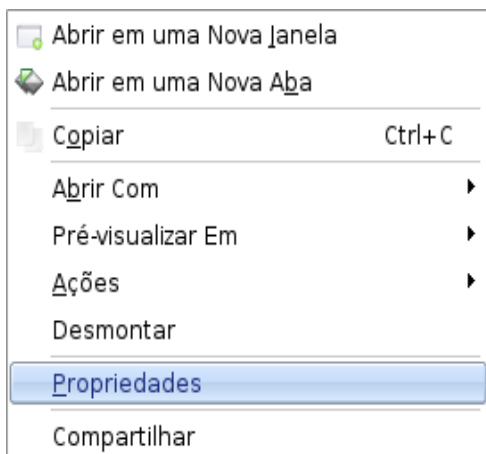 Abrir em uma Nova Janela
Abrir em uma Nova Aba
Copiar Ctrl+C
Abrir Com
Pré-visualizar Em
Ações
Desmontar
Propriedades
Compartilhar